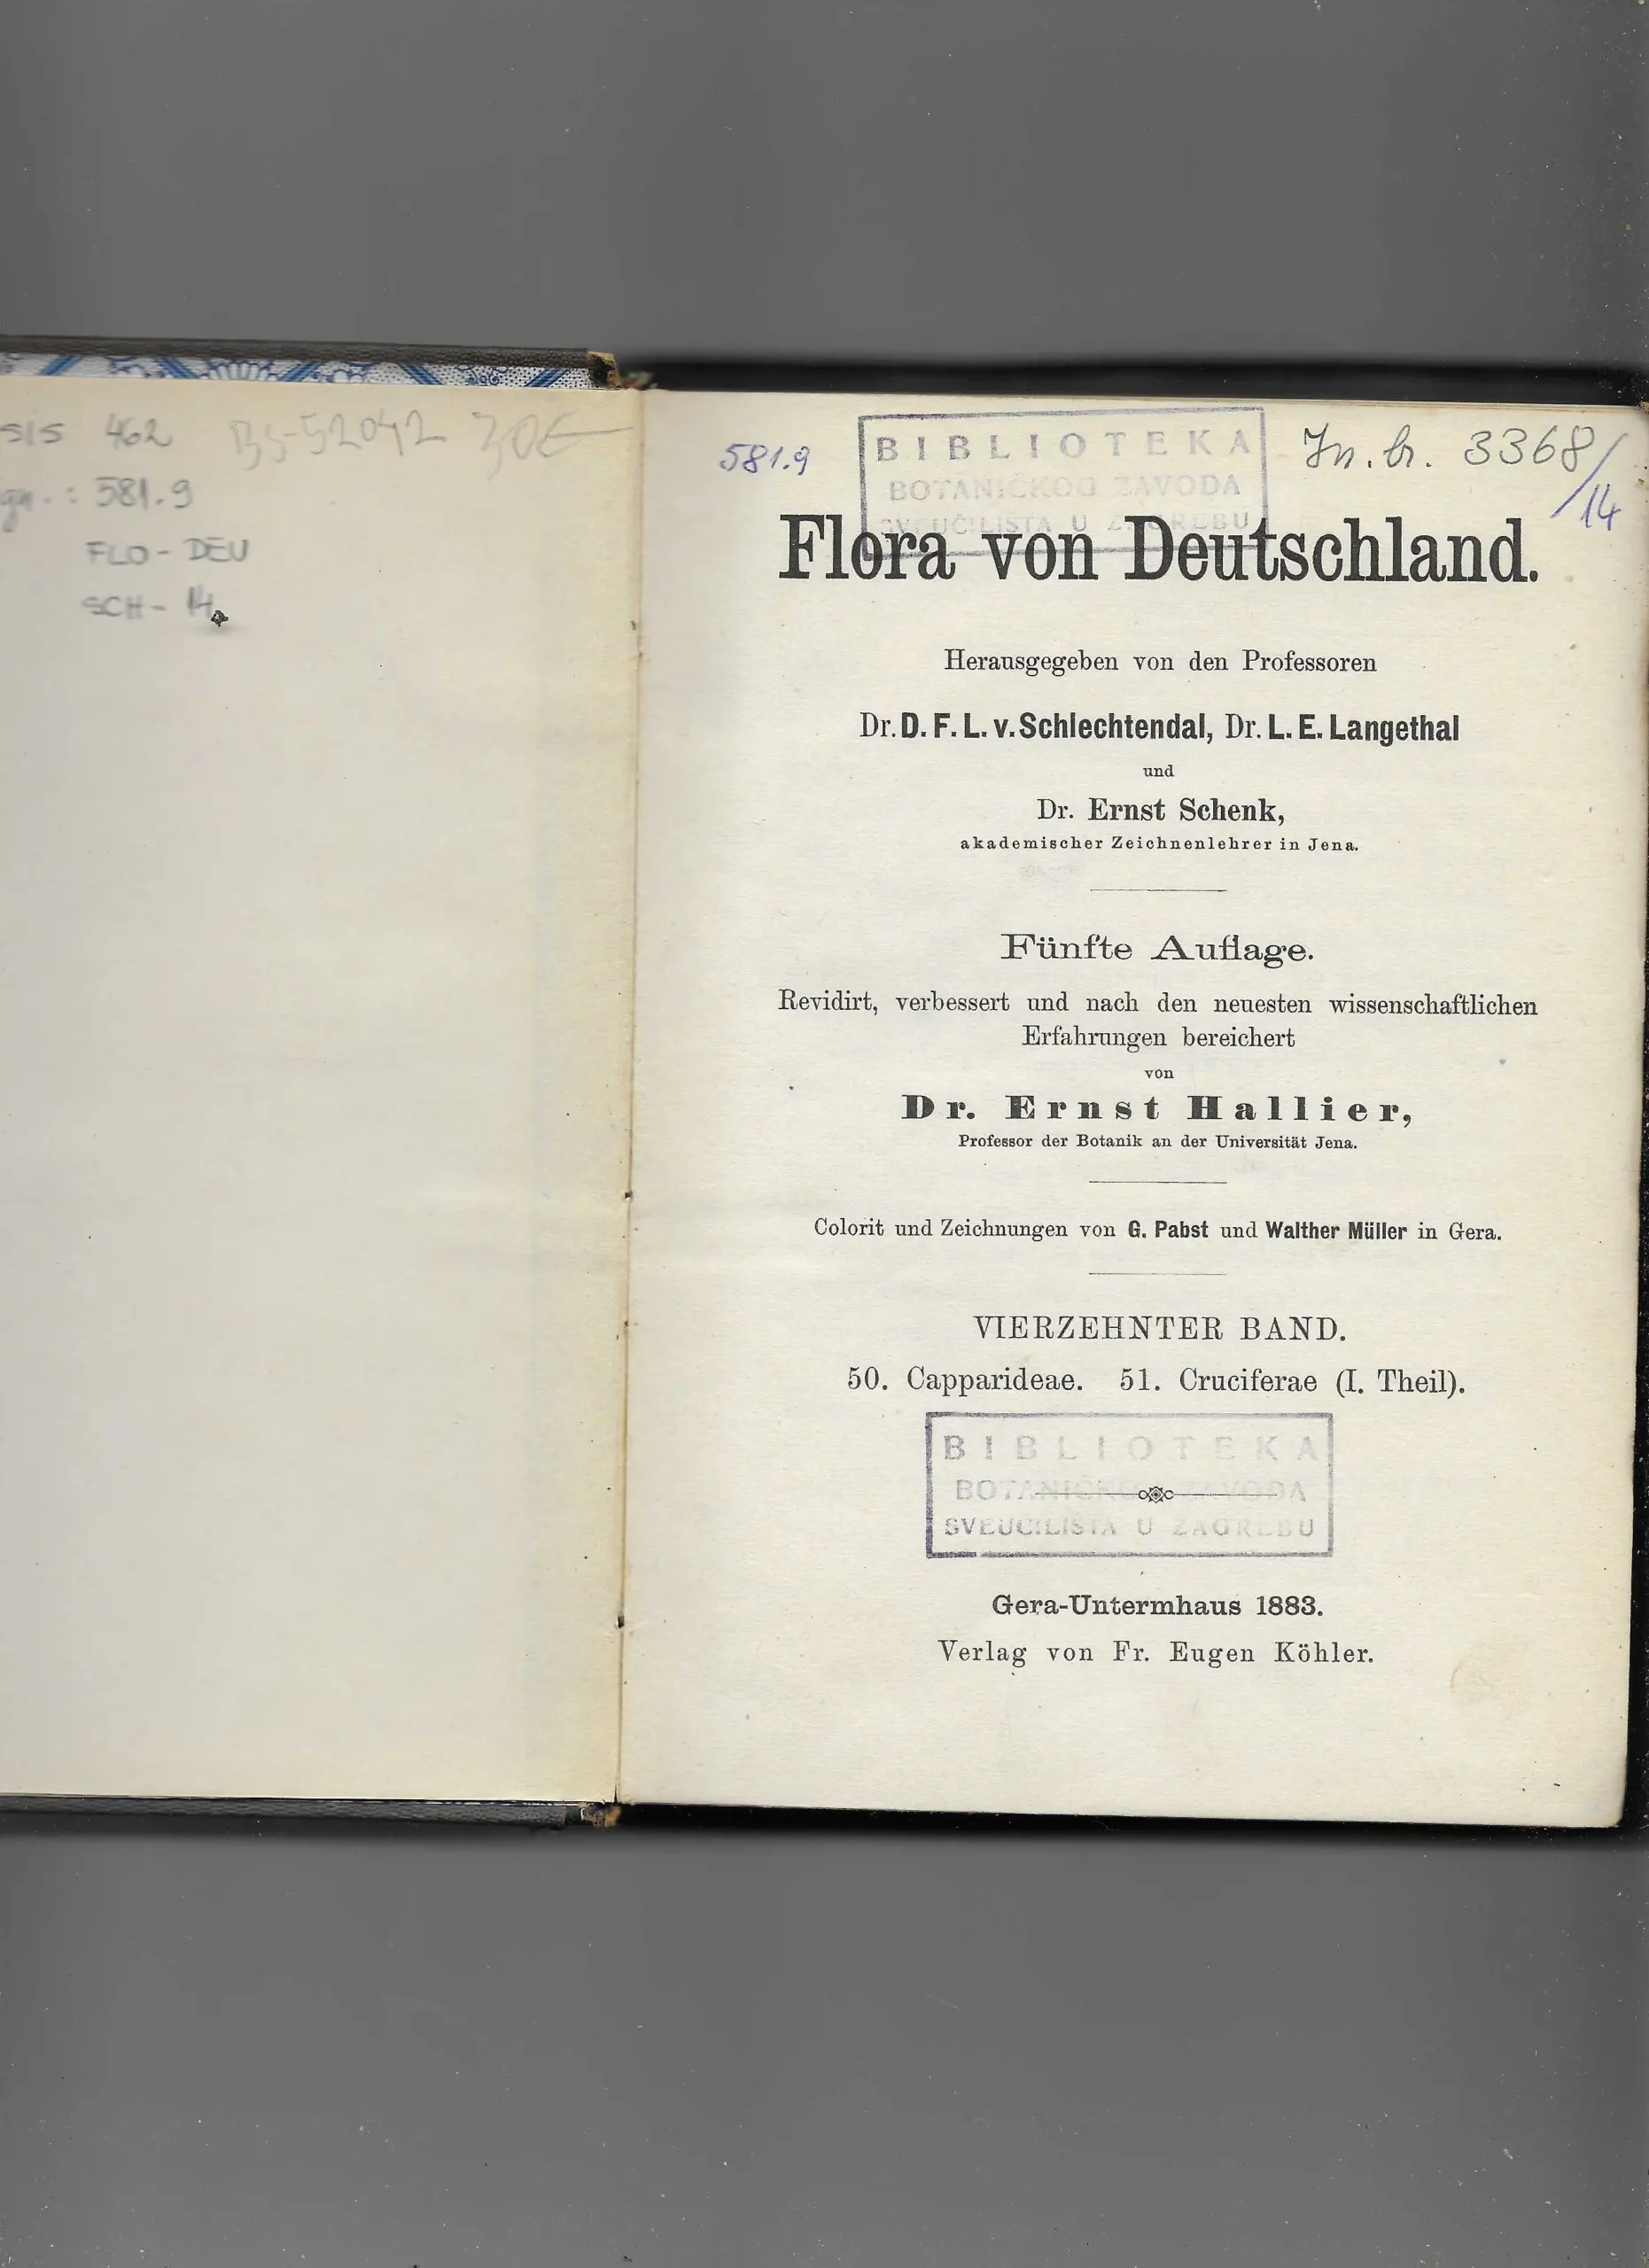 SIS 462 BS-52042 30€
: 581.9
FLO - DEU
SCH - 14
581.9
In. br. 3368/14
BIBLIOTEKA
BOTANIČKOG ZAVODA
SVEUČILIŠTA U ZAGREBU
Flora von Deutschland.
Herausgegeben von den Professoren
Dr. D. F. L. v. Schlechtendal, Dr. L. E. Langethal
und
Dr. Ernst Schenk,
akademischer Zeichnenlehrer in Jena.
Fünfte Auflage.
Revidirt, verbessert und nach den neuesten wissenschaftlichen
Erfahrungen bereichert
von
Dr. Ernst Hallier,
Professor der Botanik an der Universität Jena.
Colorit und Zeichnungen von G. Pabst und Walther Müller in Gera.
VIERZEHNTER BAND.
50. Capparideae. 51. Cruciferae (I. Theil).
BIBLIOTEKA
BOTANIČKOG ZAVODA
SVEUČILIŠTA U ZAGREBU
Gera-Untermhaus 1883.
Verlag von Fr. Eugen Köhler.